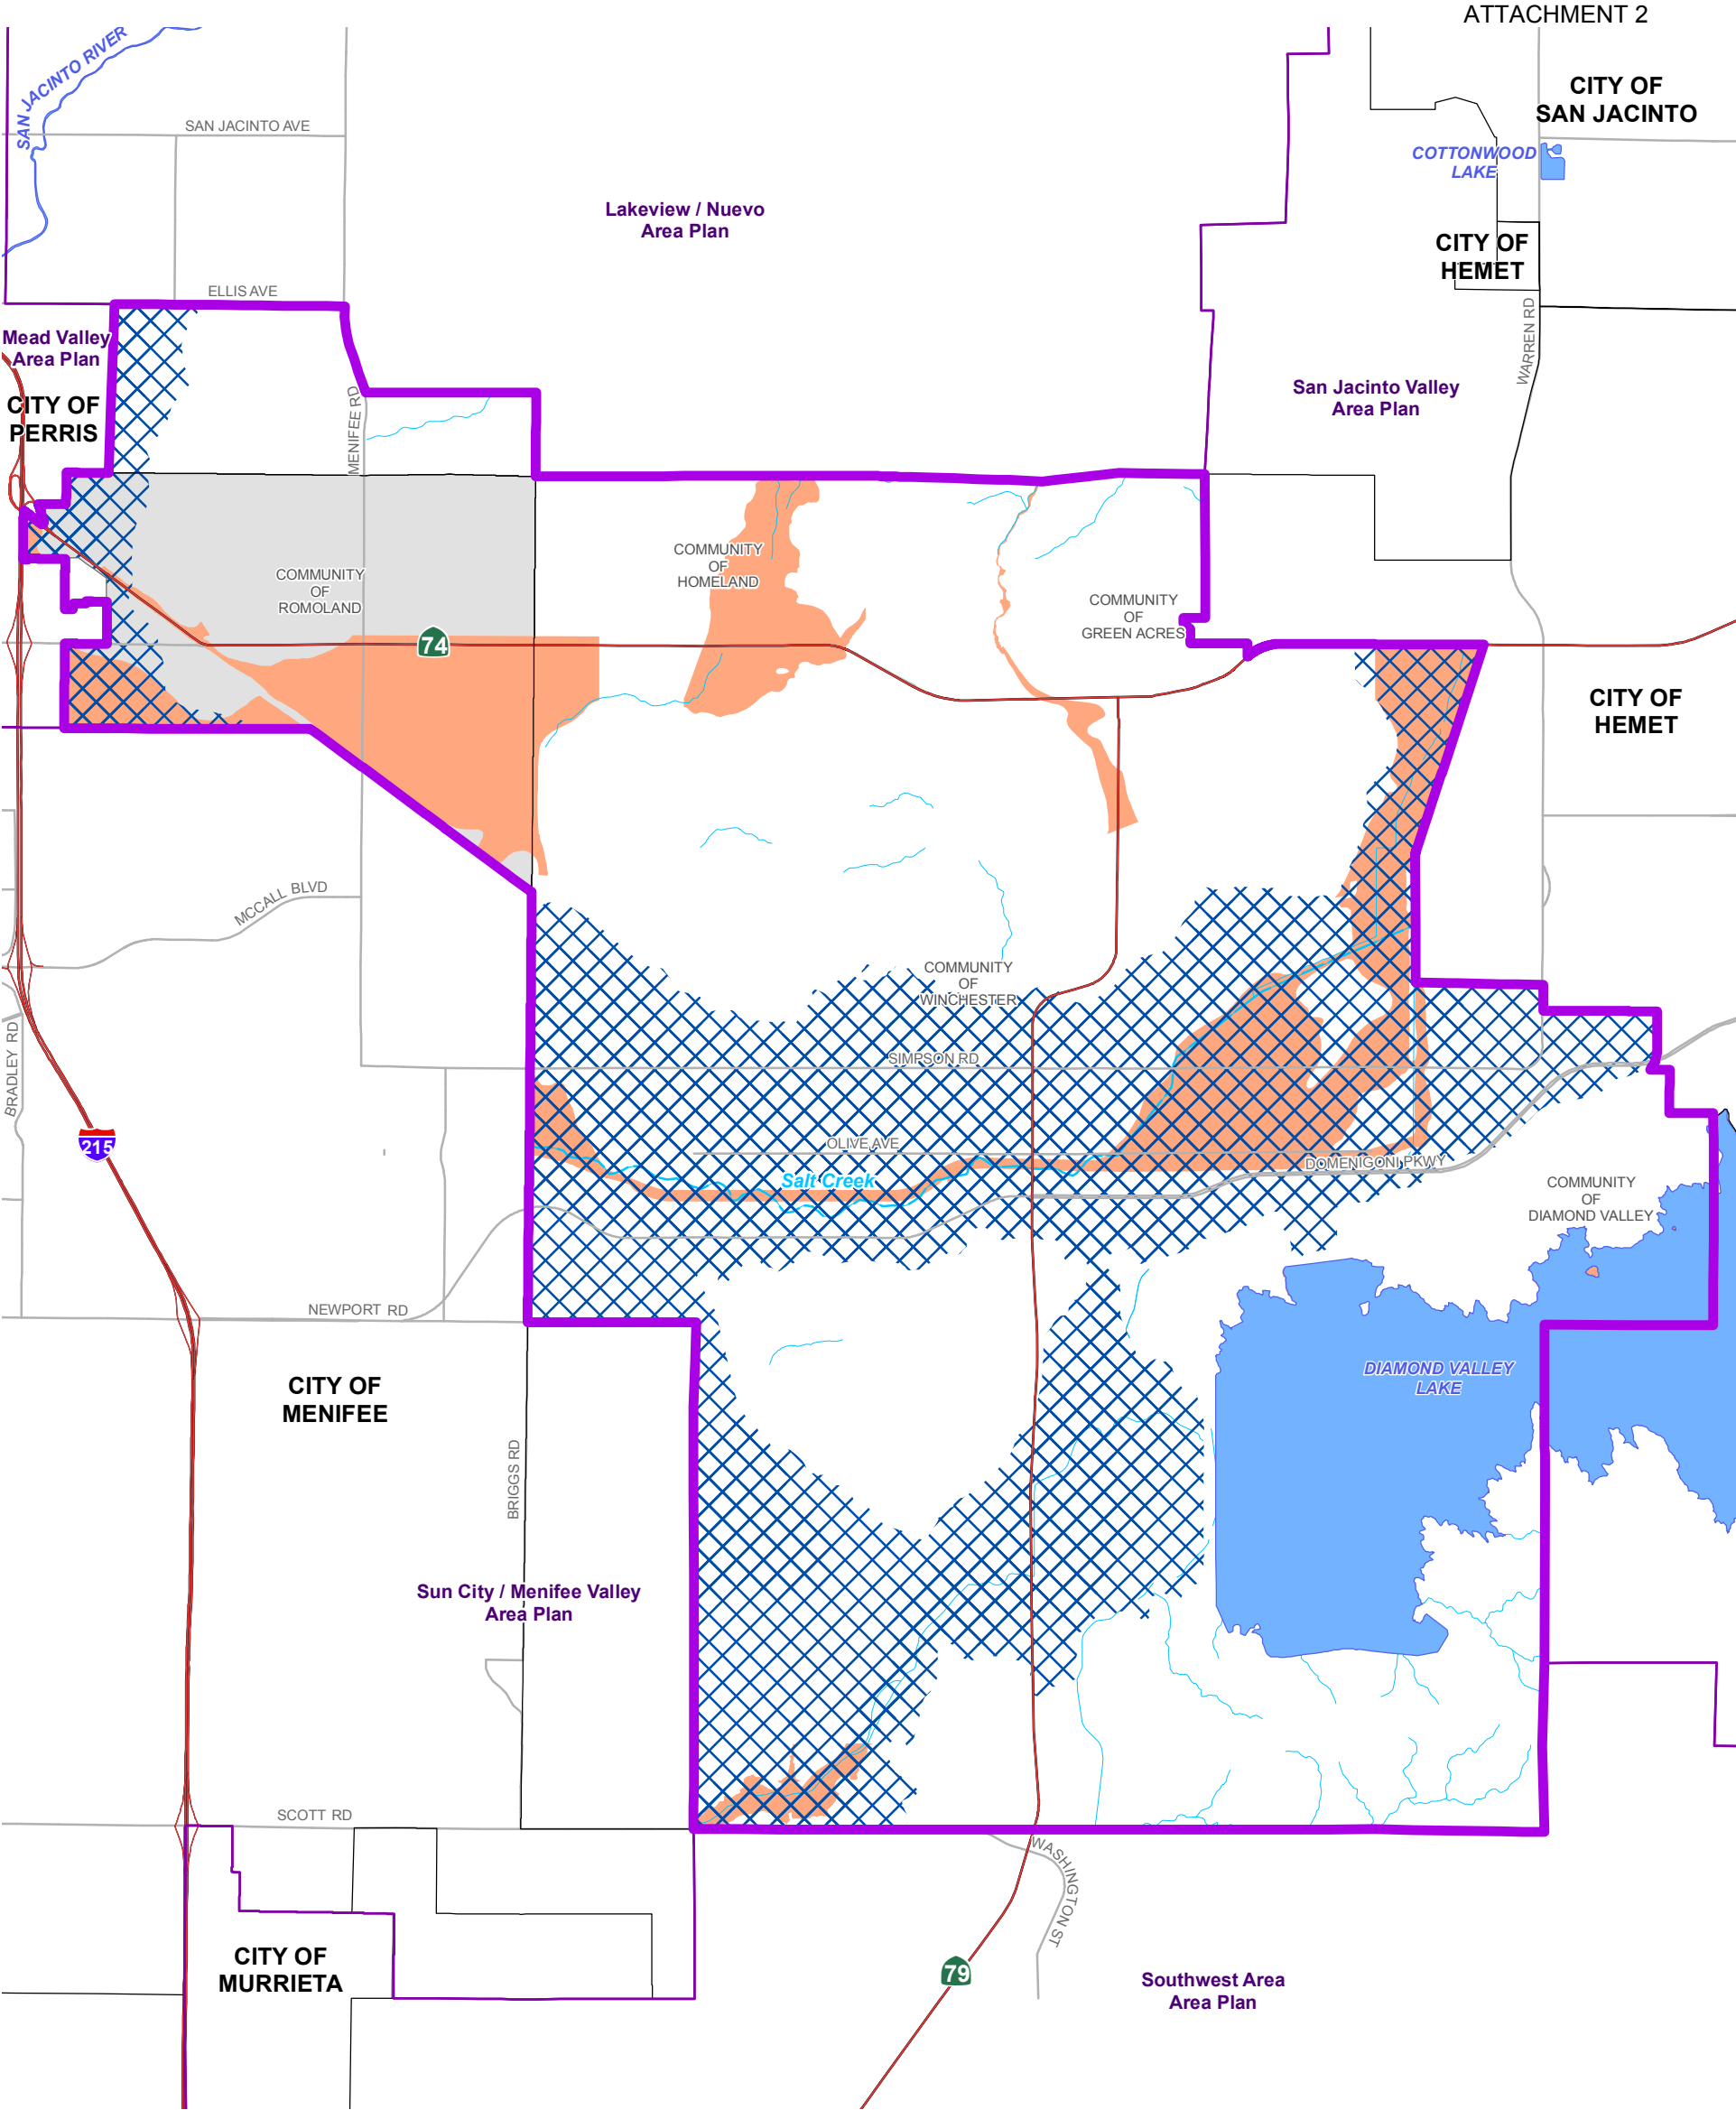 ATTACHMENT 2
SAN JACINTO RIVER
CITY OF
SAN JACINTO
SAN JACINTO AVE
COTTONWOOD
LAKE
Lakeview / Nuevo
Area Plan
CITY OF
HEMET
ELLIS AVE
WARREN RD
Mead Valley
Area Plan
San Jacinto Valley
Area Plan
CITY OF
PERRIS
MENIFEE RD
COMMUNITY
OF
HOMELAND
COMMUNITY
OF
ROMOLAND
COMMUNITY
OF
GREEN ACRES
74
CITY OF
HEMET
MCCALL BLVD
COMMUNITY
OF
WINCHESTER
BRADLEY RD
SIMPSON RD
215
OLIVE AVE
DOMENIGONI PKWY
Salt Creek
COMMUNITY
OF
DIAMOND VALLEY
NEWPORT RD
DIAMOND VALLEY
LAKE
CITY OF
MENIFEE
BRIGGS RD
Sun City / Menifee Valley
Area Plan
SCOTT RD
WASHINGTON ST
CITY OF
MURRIETA
79
Southwest Area
Area Plan